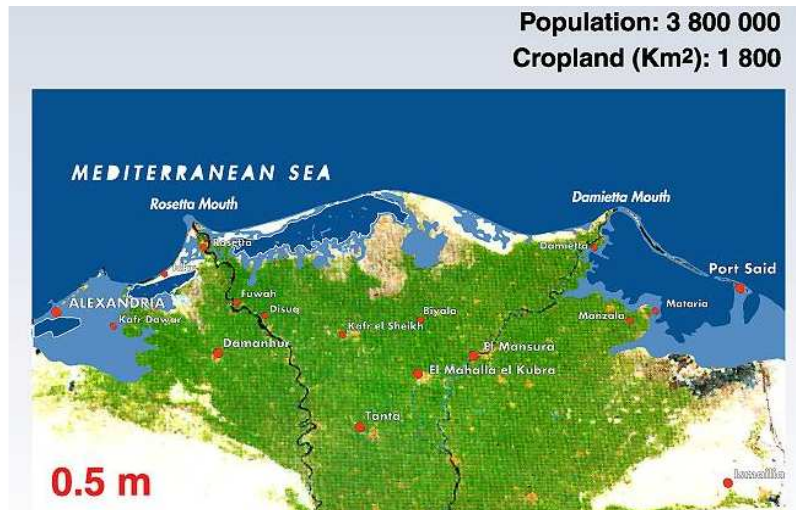 Population: 3 800 000
Cropland (Km²): 1 800
MEDITERRANEAN SEA
Rosetta Mouth
Damietta Mouth
Rosetta
Damietta
Port Said
ALEXANDRIA
Fuwah
Disuq
Biyala
Manzala
Mataria
Kafr Dawar
Kafr el Sheikh
Damanhur
El Mansura
El Mahalla el Kubra
Tanta
0.5 m
Ismailia